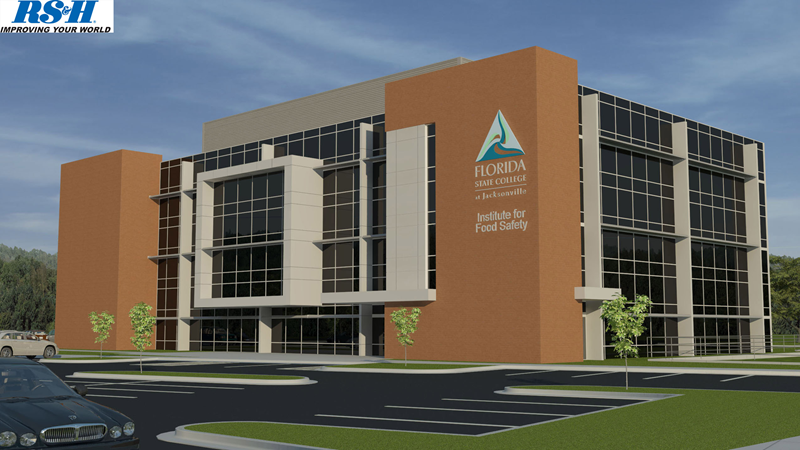 RS&H
IMPROVING YOUR WORLD
FLORIDA
STATE COLLEGE
at Jacksonville
Institute for
Food Safety